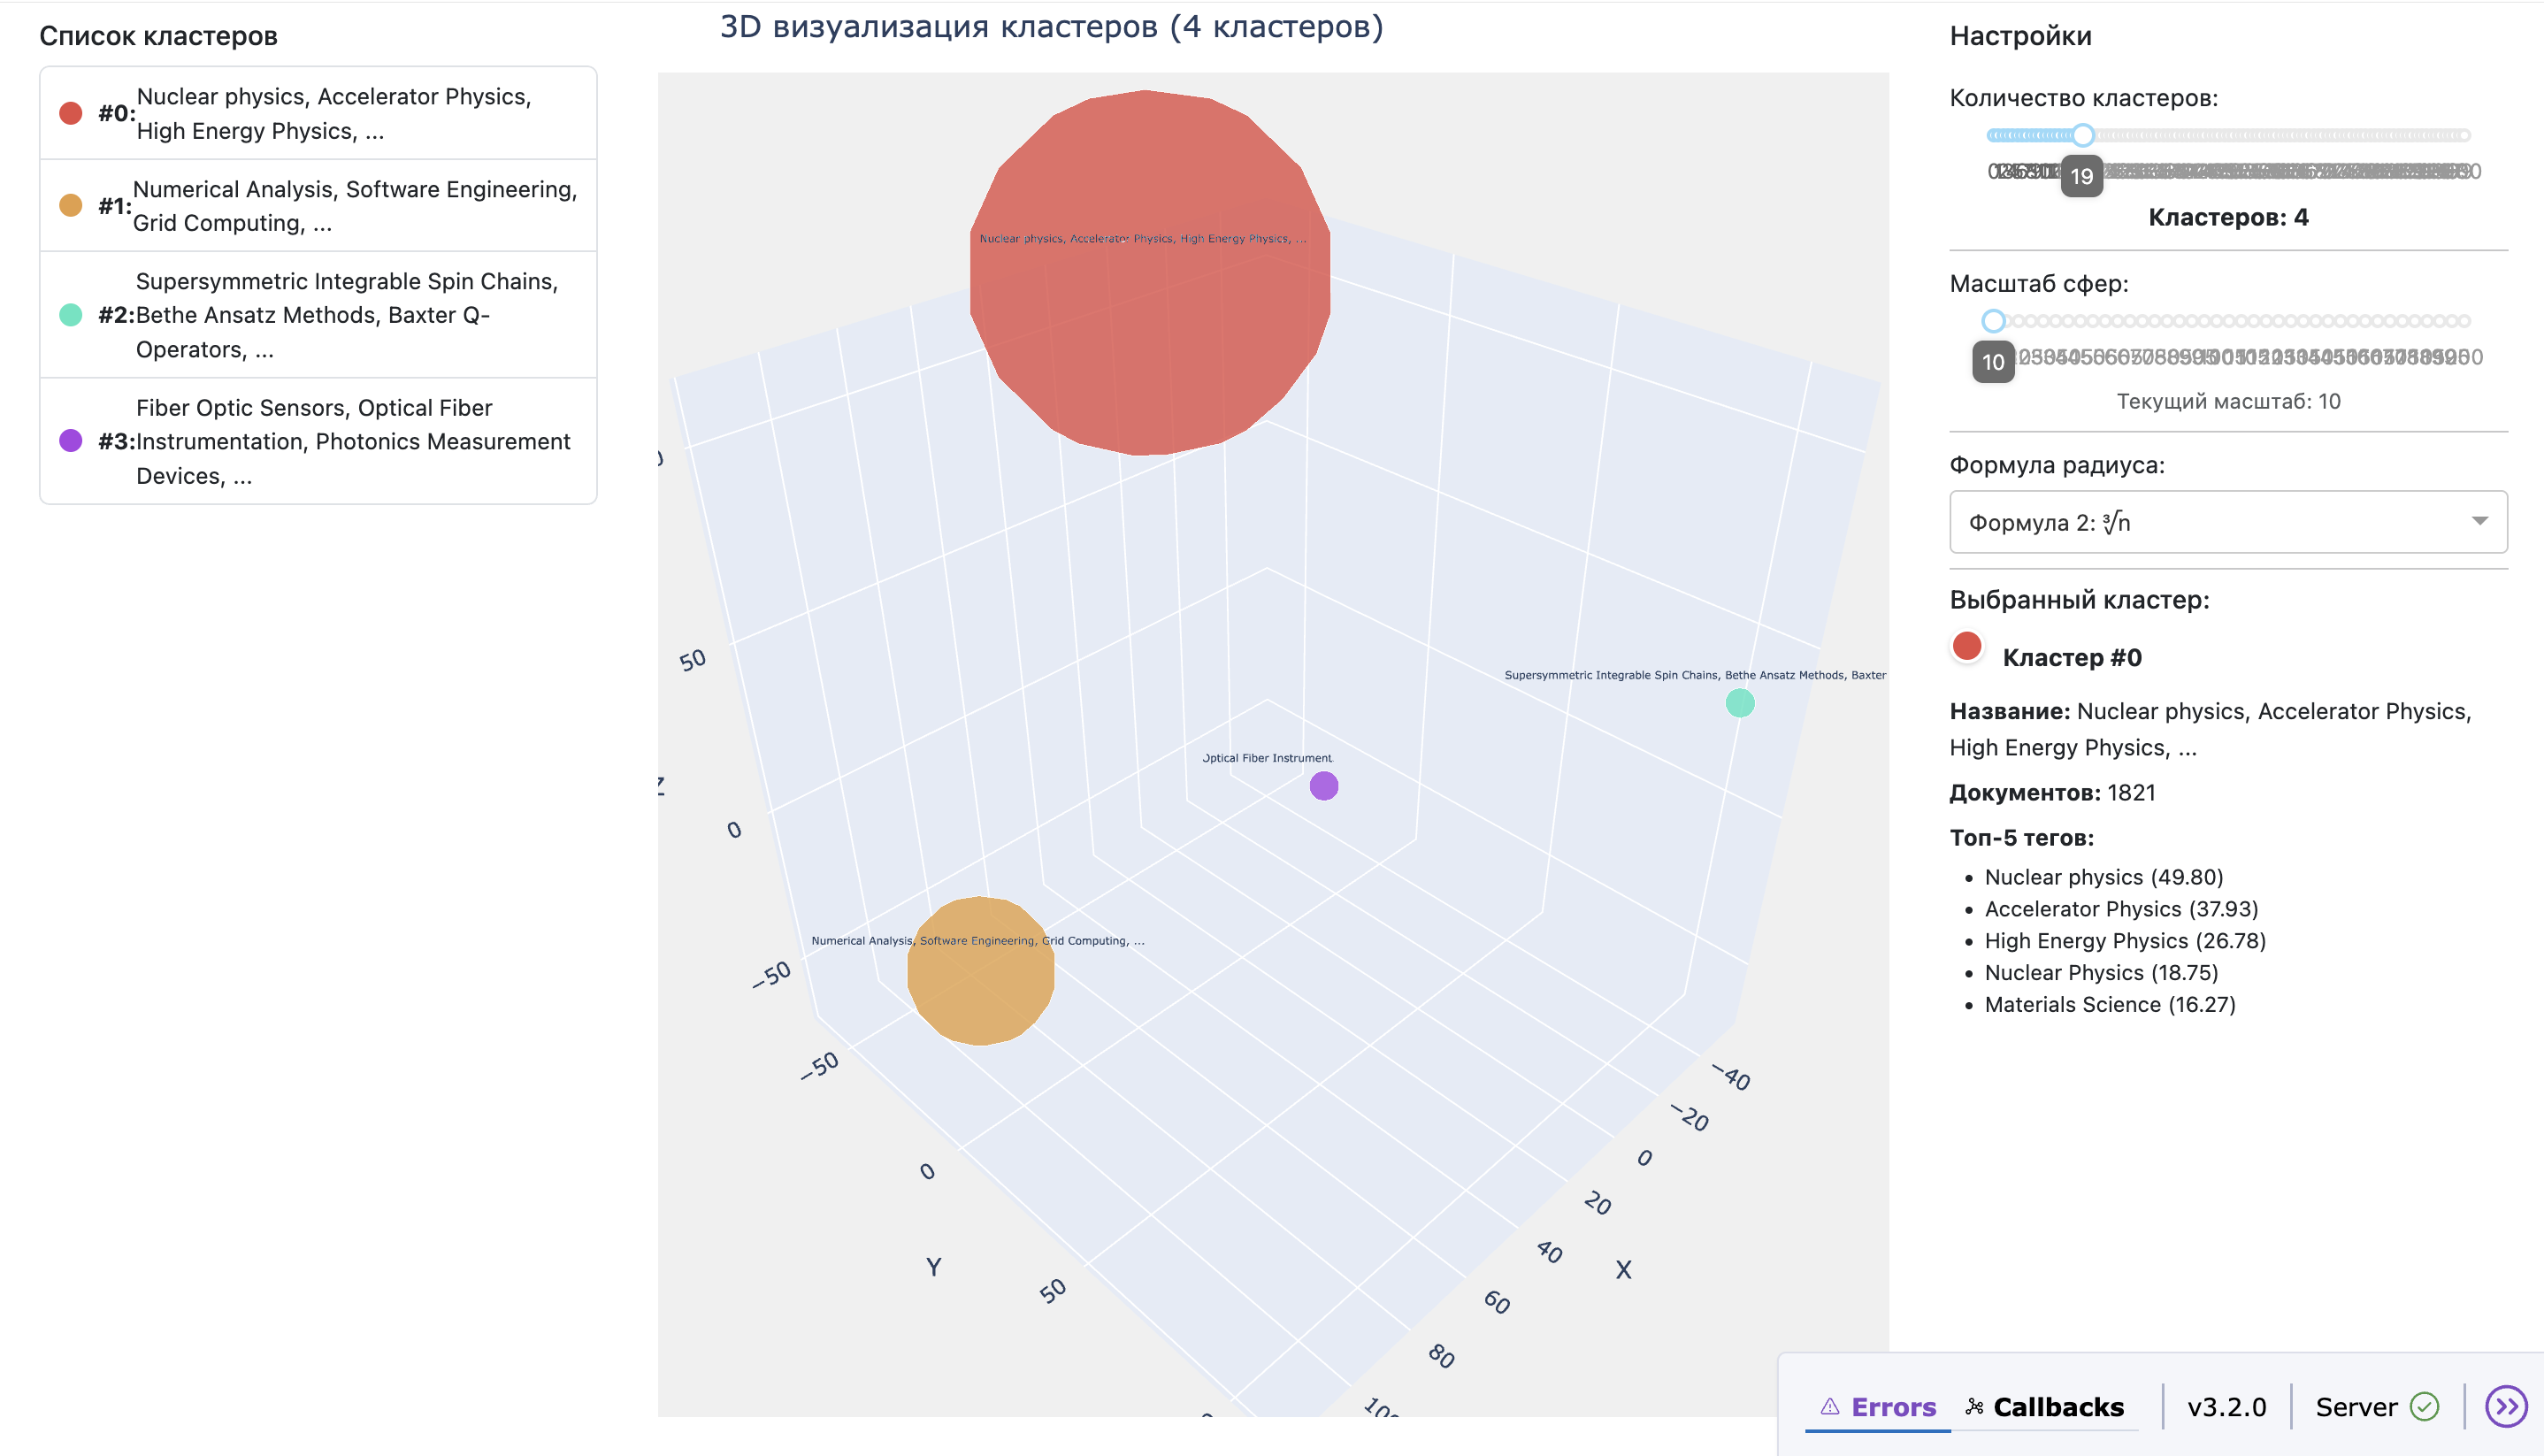 Список кластеров
#0: Nuclear physics, Accelerator Physics,
High Energy Physics, ...
#1: Numerical Analysis, Software Engineering,
Grid Computing, ...
#2: Supersymmetric Integrable Spin Chains,
Bethe Ansatz Methods, Baxter Q-
Operators, ...
#3: Fiber Optic Sensors, Optical Fiber
Instrumentation, Photonics Measurement
Devices, ...
3D визуализация кластеров (4 кластеров)
Nuclear physics, Accelerator Physics, High Energy Physics, ...
Supersymmetric Integrable Spin Chains, Bethe Ansatz Methods, Baxter
Optical Fiber Instrument
Numerical Analysis, Software Engineering, Grid Computing, ...
50
Z
0
−50
−50
0
Y
50
−40
−20
0
20
40
X
60
80
Настройки
Количество кластеров:
19
Кластеров: 4
Масштаб сфер:
10
Текущий масштаб: 10
Формула радиуса:
Формула 2: ∛n
Выбранный кластер:
Кластер #0
Название: Nuclear physics, Accelerator Physics,
High Energy Physics, ...
Документов: 1821
Топ-5 тегов:
• Nuclear physics (49.80)
• Accelerator Physics (37.93)
• High Energy Physics (26.78)
• Nuclear Physics (18.75)
• Materials Science (16.27)
Errors Callbacks v3.2.0 Server